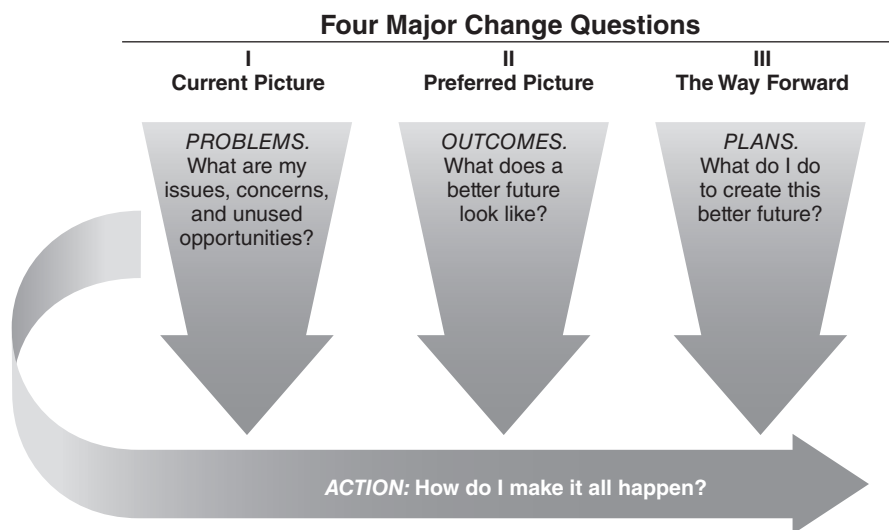 Four Major Change Questions
I
Current Picture
PROBLEMS.
What are my
issues, concerns,
and unused
opportunities?
II
Preferred Picture
OUTCOMES.
What does a
better future
look like?
III
The Way Forward
PLANS.
What do I do
to create this
better future?
ACTION: How do I make it all happen?